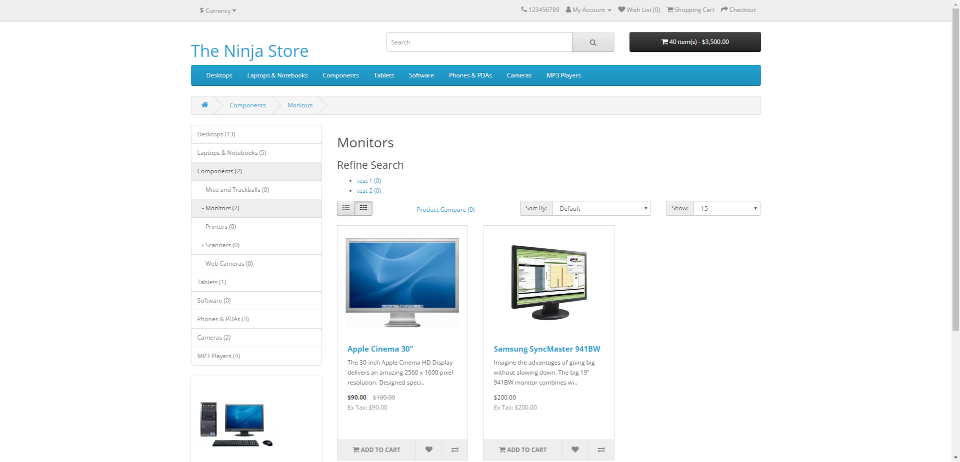 $ Currency
123456789 My Account Wish List (0) Shopping Cart Checkout
The Ninja Store
Search
40 item(s) - $3,500.00
Desktops Laptops & Notebooks Components Tablets Software Phones & PDAs Cameras MP3 Players
Components Monitors
Desktops (13)
Laptops & Notebooks (5)
Components (2)
- Mice and Trackballs (0)
- Monitors (2)
- Printers (0)
- Scanners (0)
- Web Cameras (0)
Tablets (1)
Software (0)
Phones & PDAs (3)
Cameras (2)
MP3 Players (4)
Monitors
Refine Search
test 1 (0)
test 2 (0)
Product Compare (0)
Sort By: Default
Show: 15
Apple Cinema 30"
The 30-inch Apple Cinema HD Display
delivers an amazing 2560 x 1600 pixel
resolution. Designed speci..
$90.00 $100.00
Ex Tax: $90.00
ADD TO CART
Samsung SyncMaster 941BW
Imagine the advantages of going big
without slowing down. The big 19"
941BW monitor combines wi..
$200.00
Ex Tax: $200.00
ADD TO CART